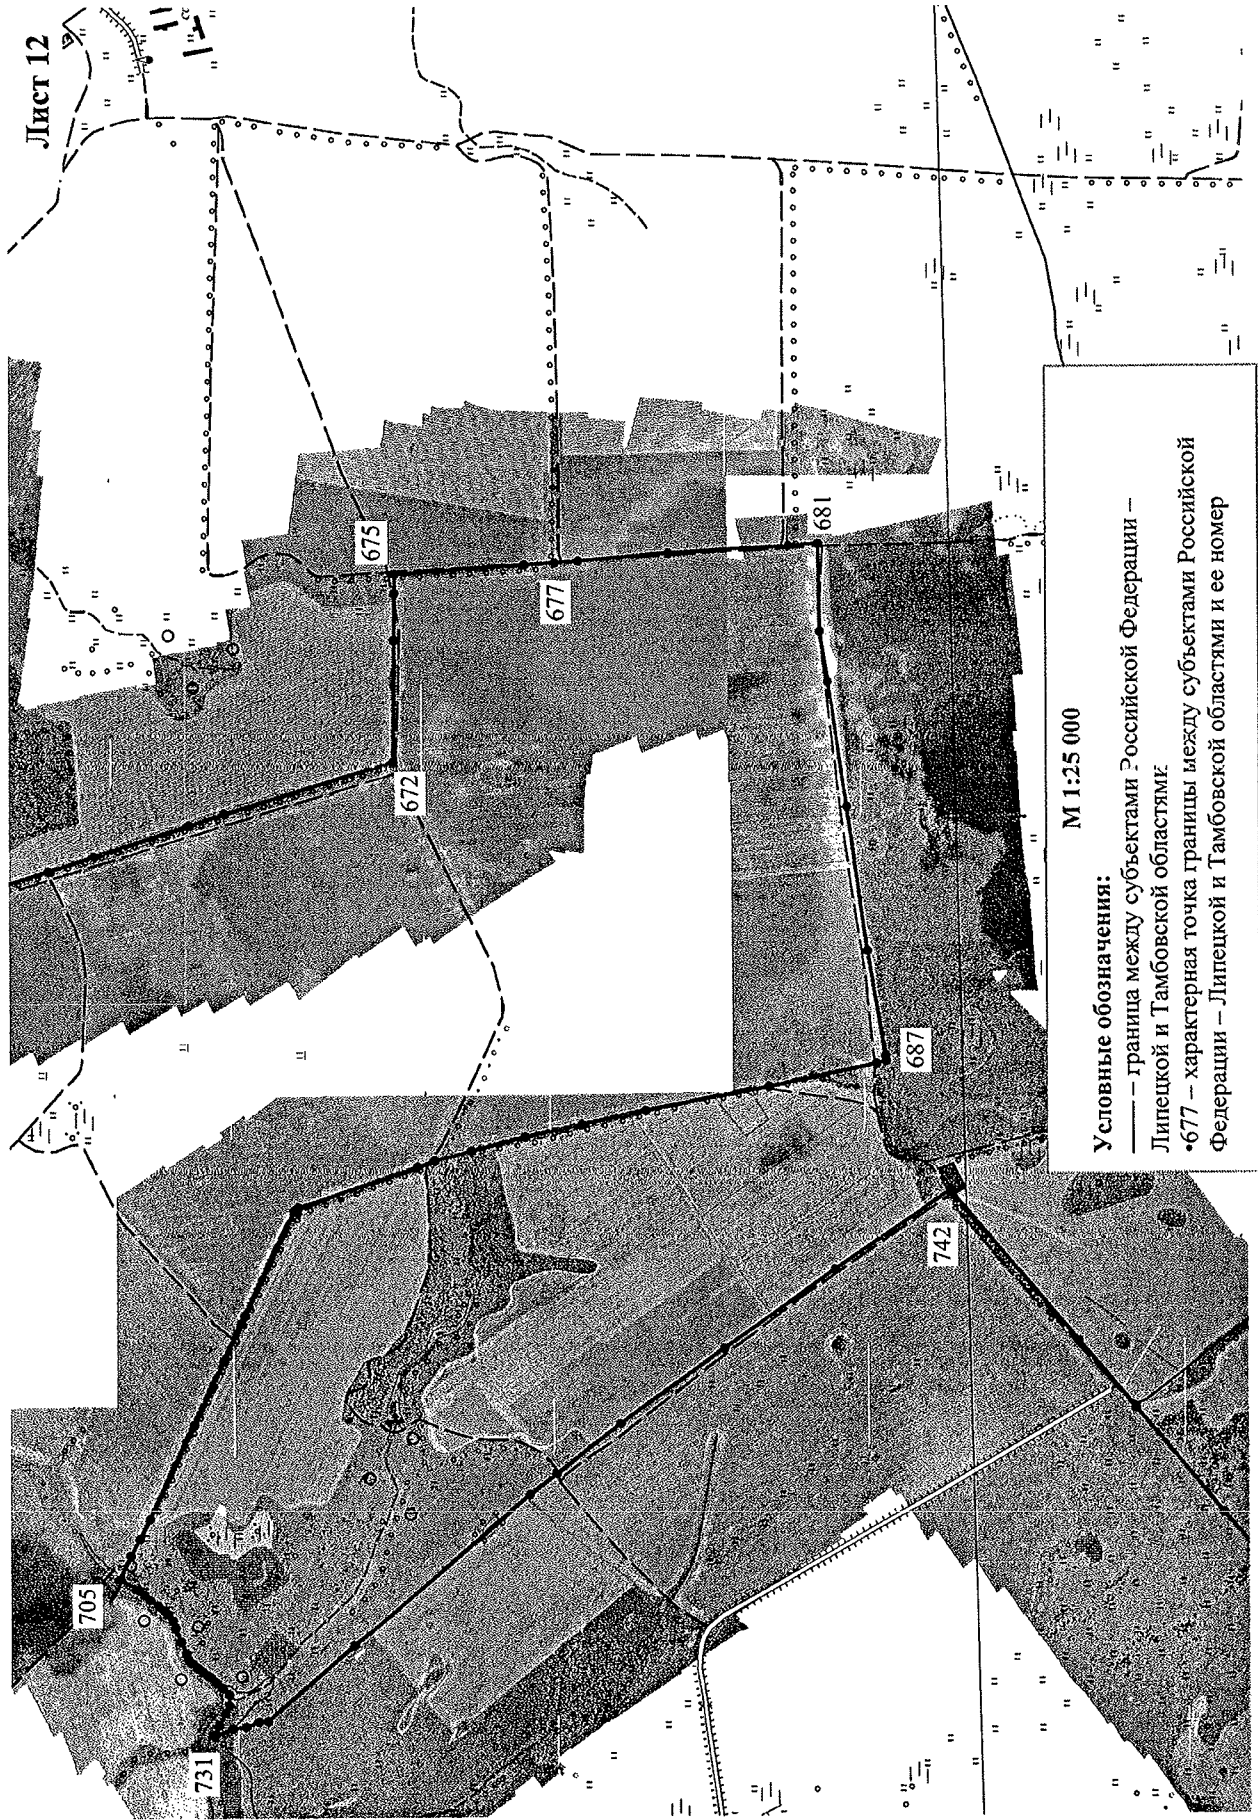 Лист 12
675
677
681
672
687
742
705
731
М 1:25 000
Условные обозначения:
—— – граница между субъектами Российской Федерации –
Липецкой и Тамбовской областями
•677 – характерная точка границы между субъектами Российской
Федерации – Липецкой и Тамбовской областями и ее номер